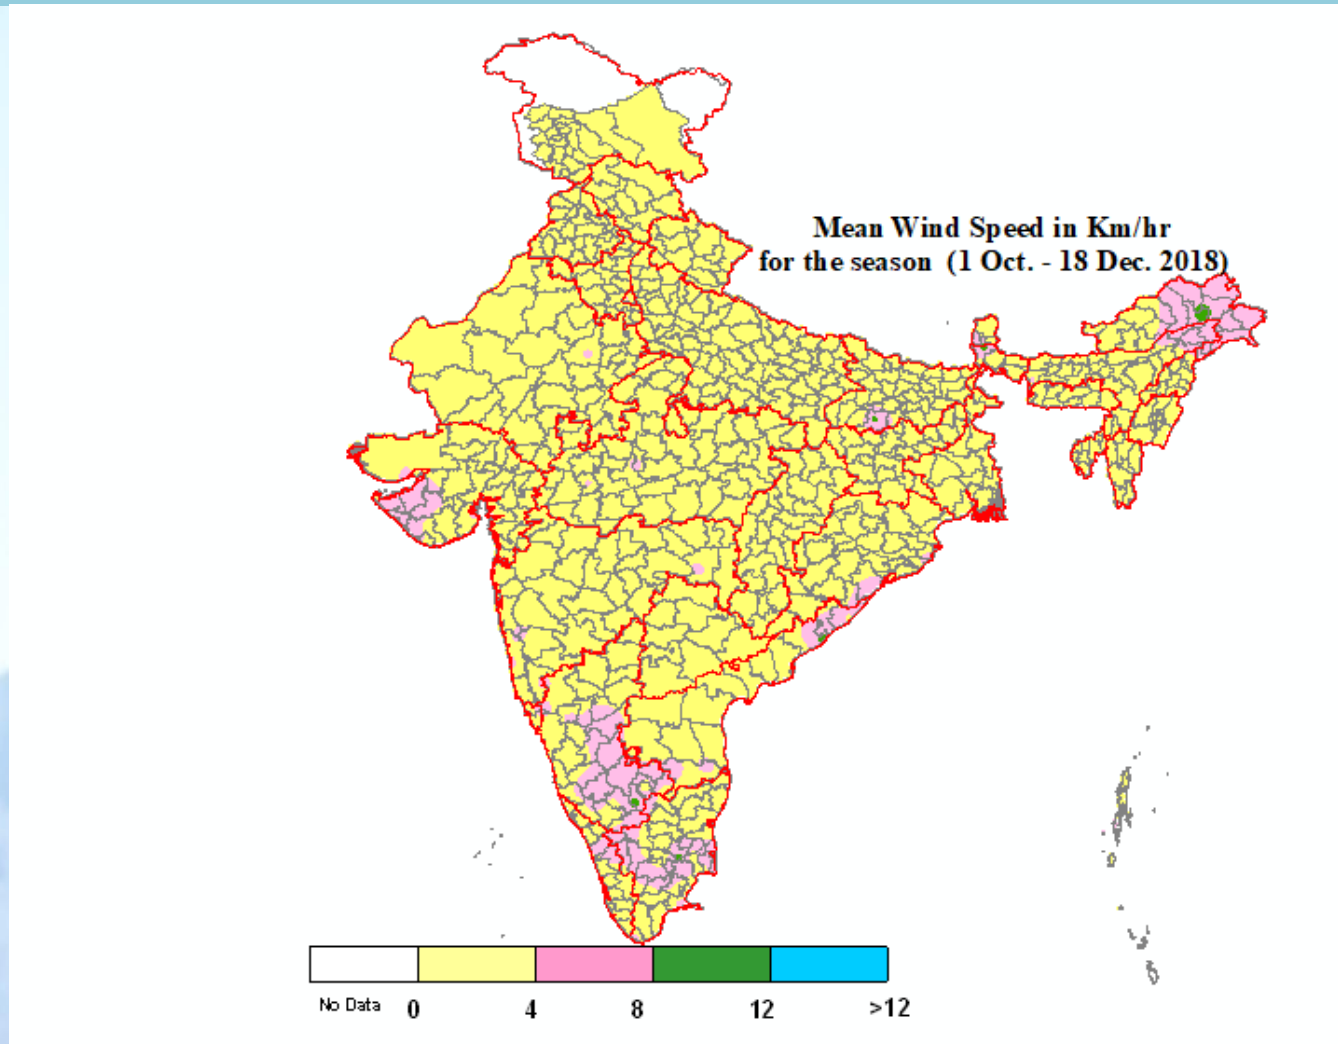 Mean Wind Speed in Km/hr
for the season (1 Oct. - 18 Dec. 2018)
No Data 0 4 8 12 >12